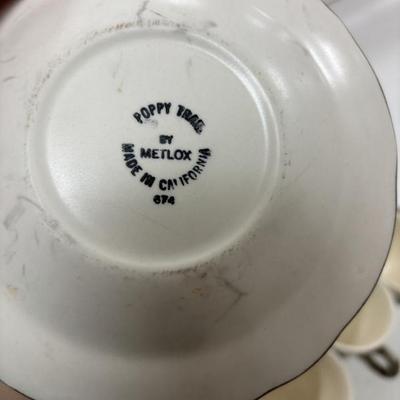 POPPY TRAIL
BY
METLOX
MADE IN CALIFORNIA
674